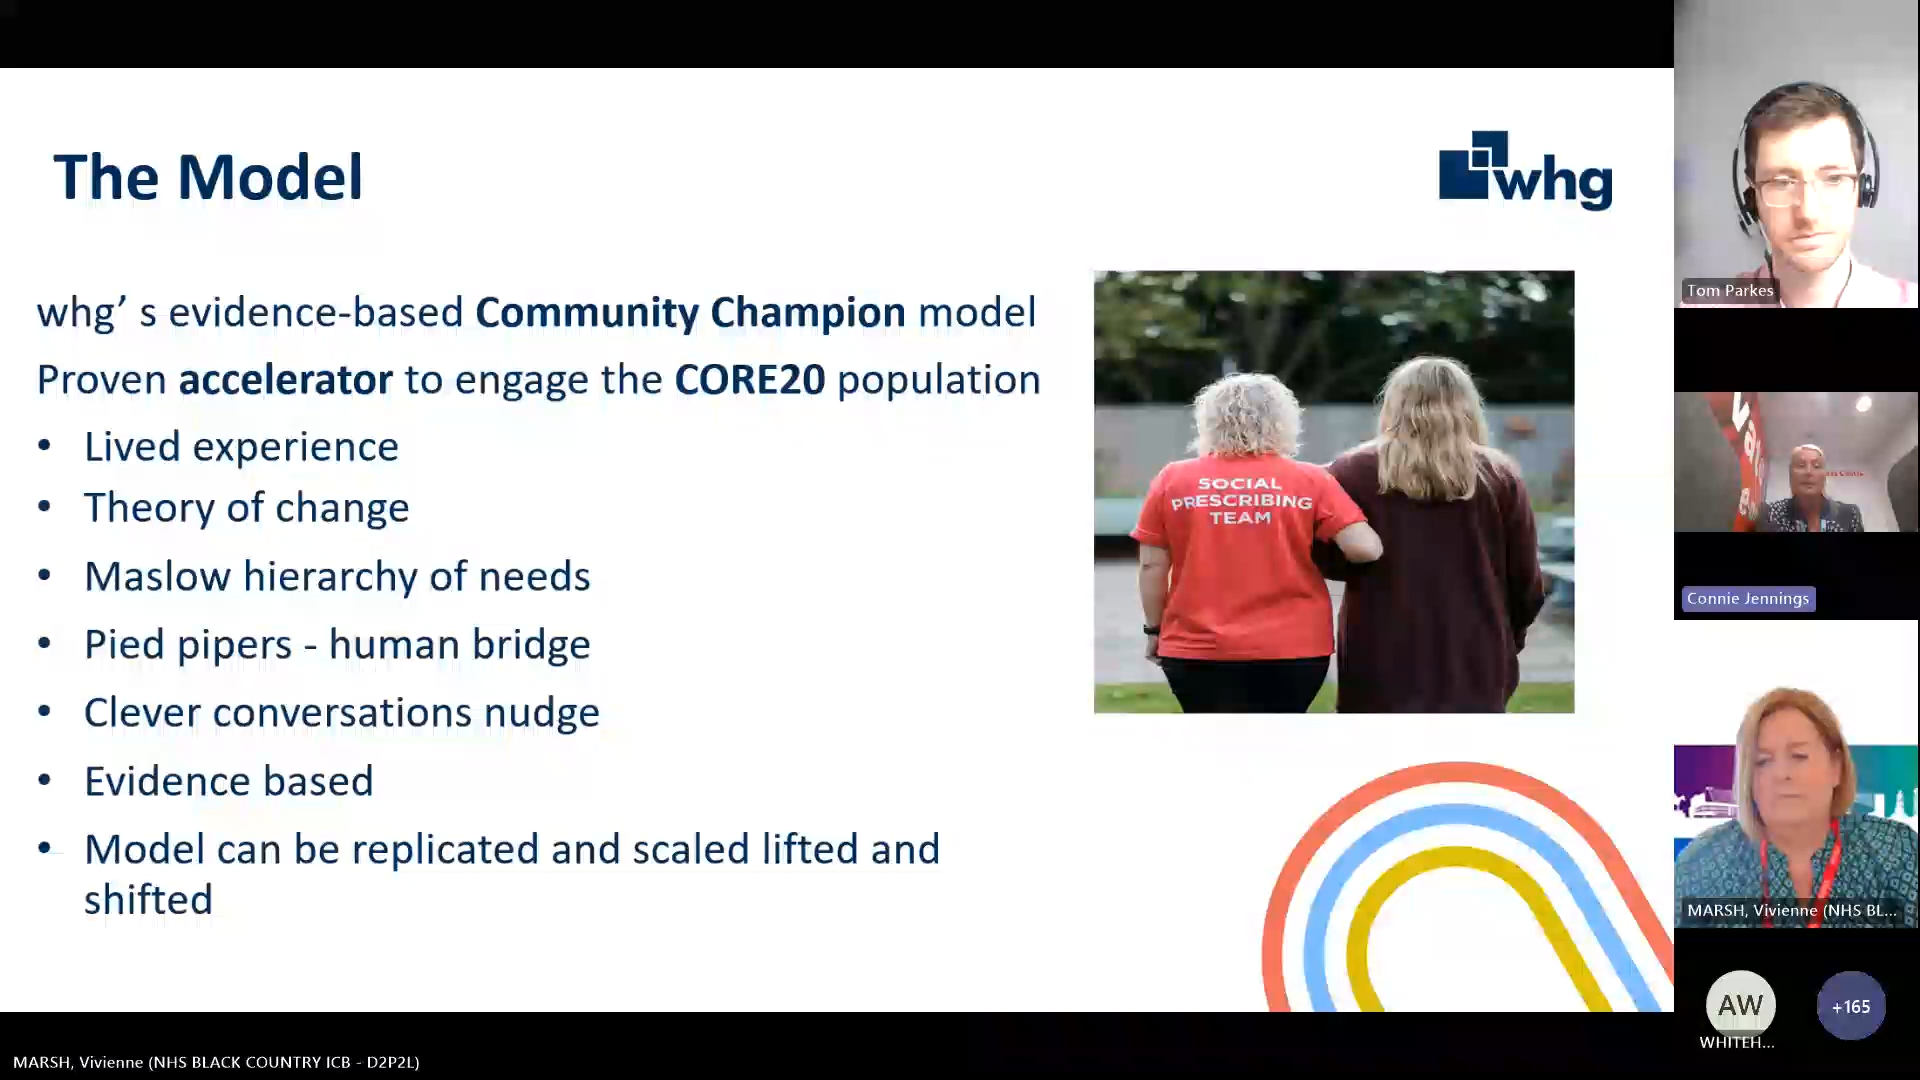 The Model
whg
whg’ s evidence-based Community Champion model
Proven accelerator to engage the CORE20 population
• Lived experience
• Theory of change
• Maslow hierarchy of needs
• Pied pipers - human bridge
• Clever conversations nudge
• Evidence based
• Model can be replicated and scaled lifted and
shifted
SOCIAL
PRESCRIBING
TEAM
Tom Parkes
Connie Jennings
MARSH, Vivienne (NHS BL...
AW
WHITEH...
+165
MARSH, Vivienne (NHS BLACK COUNTRY ICB - D2P2L)